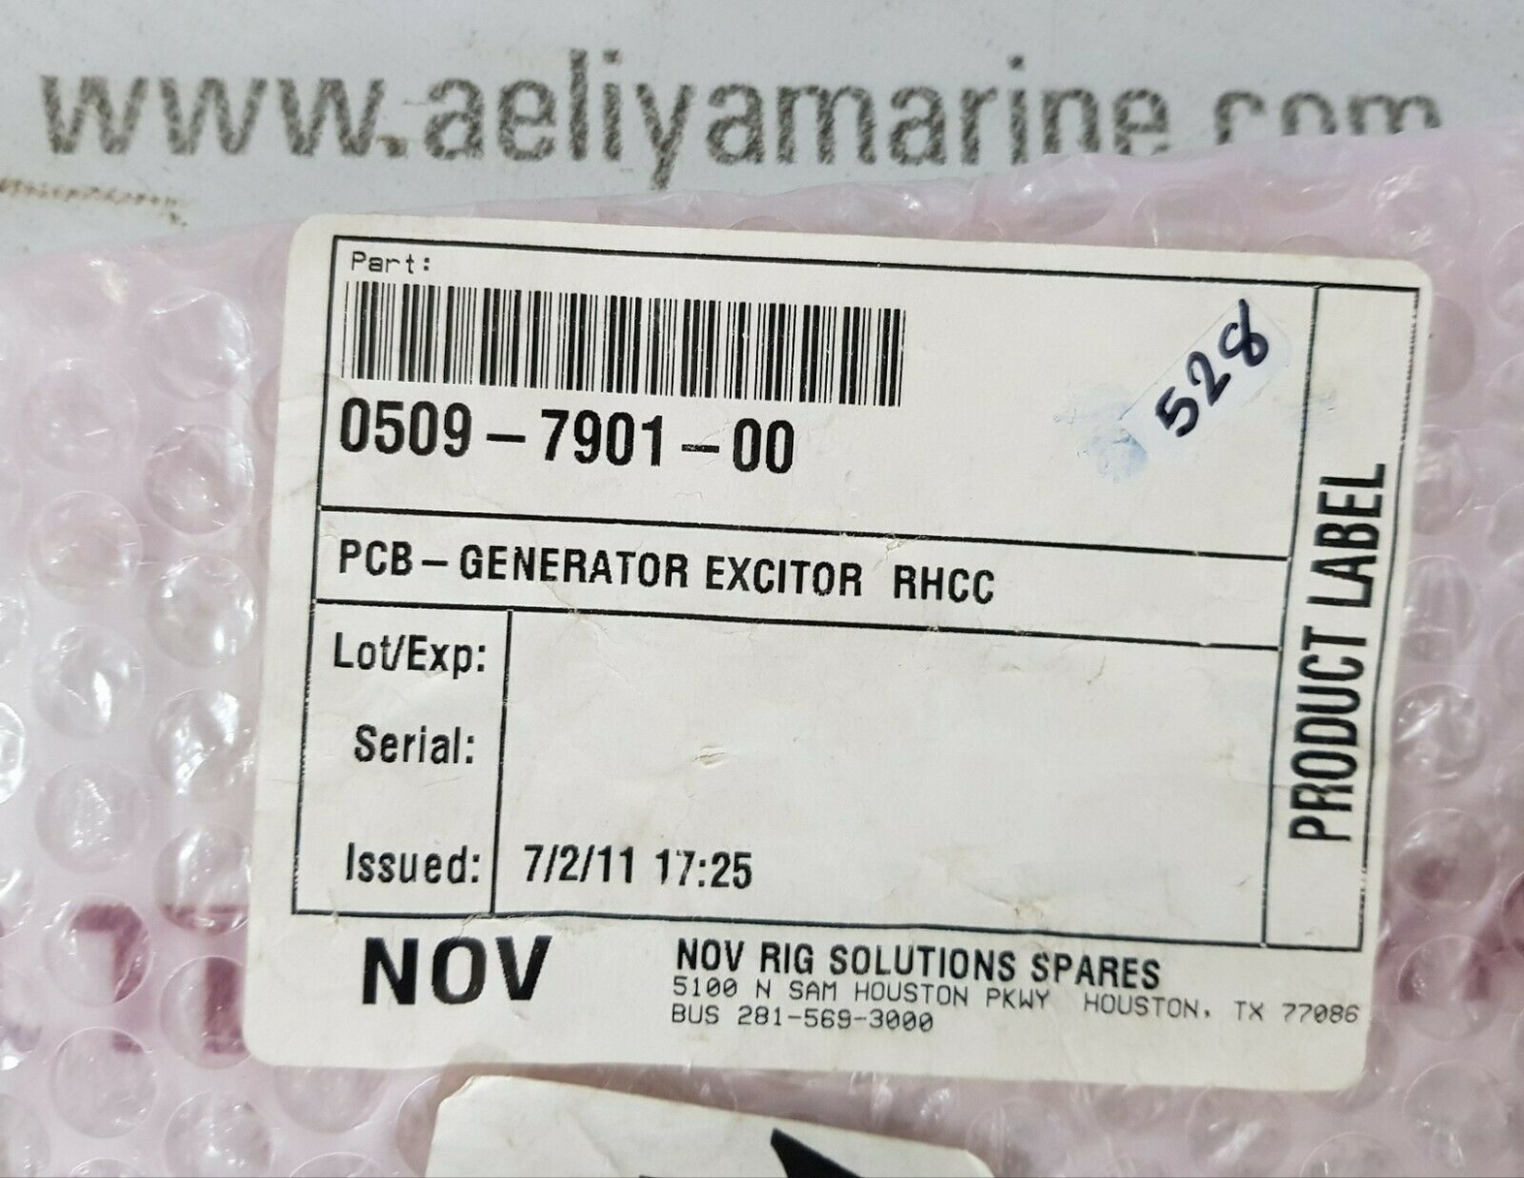 www.aeliyamarine.com
Part:
0509-7901-00
528
PCB-GENERATOR EXCITOR RHCC
Lot/Exp:
Serial:
Issued: 7/2/11 17:25
PRODUCT LABEL
NOV
NOV RIG SOLUTIONS SPARES
5100 N SAM HOUSTON PKWY HOUSTON, TX 77086
BUS 281-569-3000